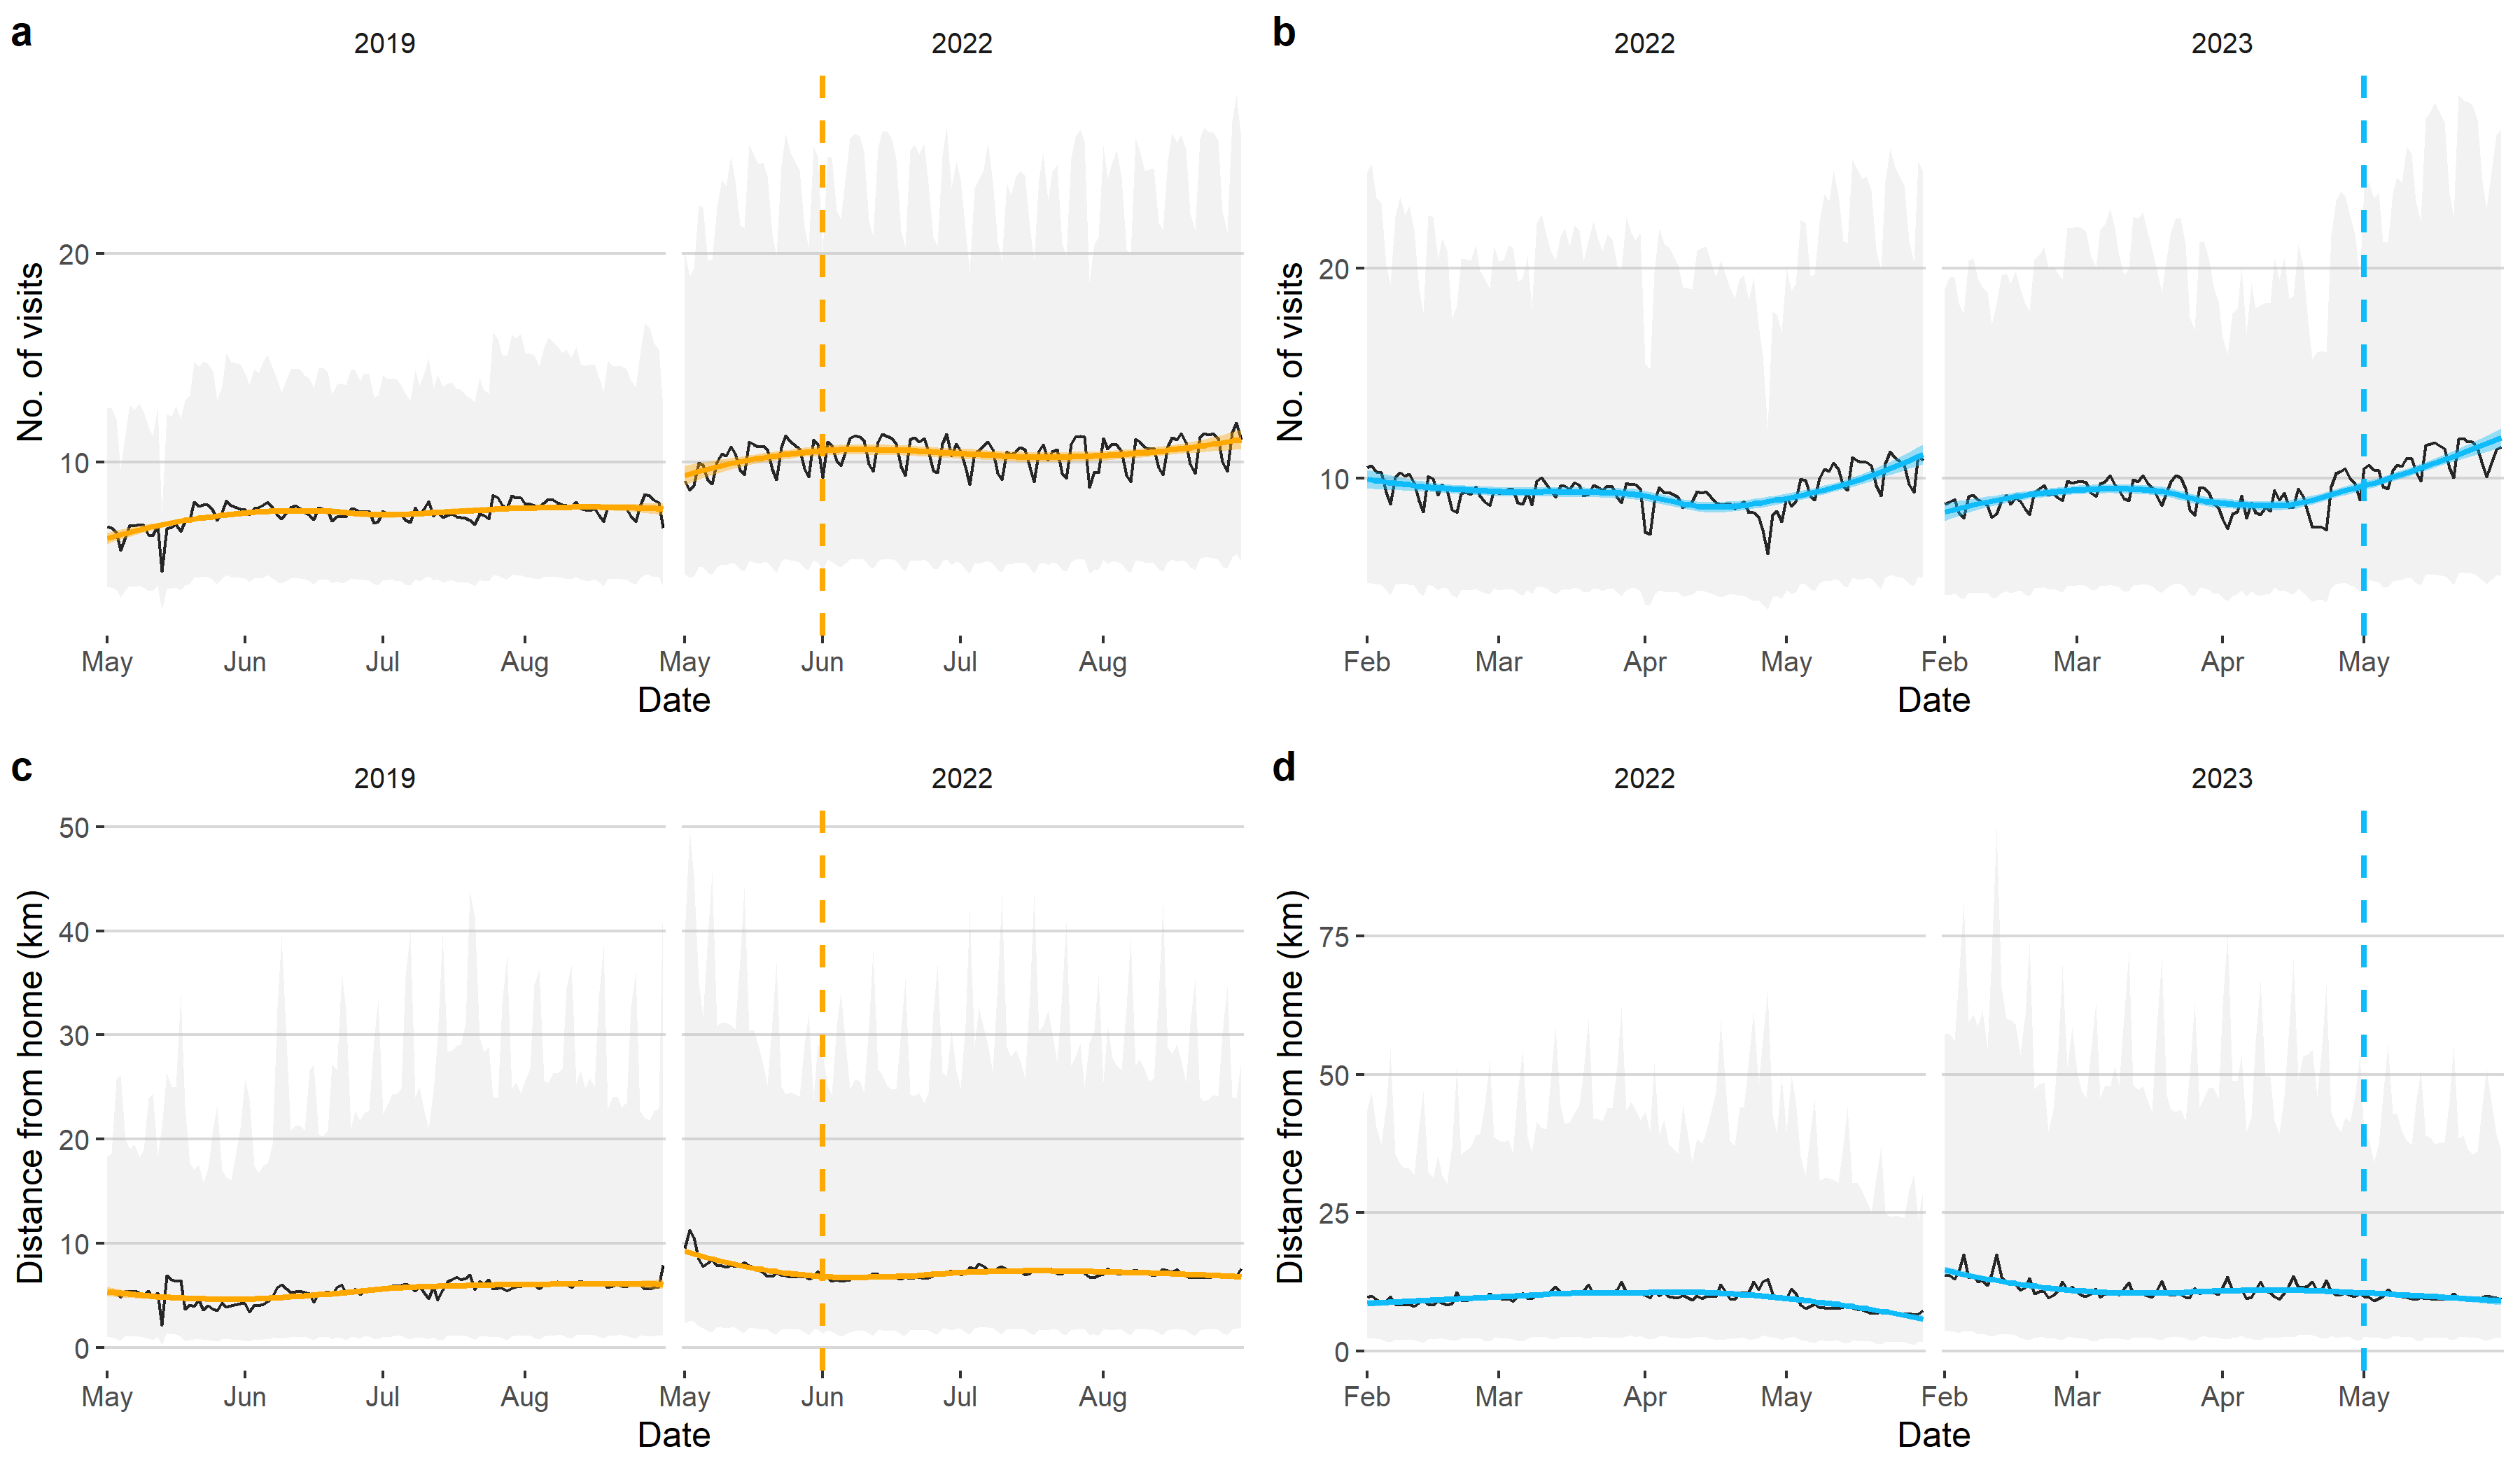 a
2019 2022
No. of visits
20
10
May Jun Jul Aug May Jun Jul Aug
Date
b
2022 2023
No. of visits
20
10
Feb Mar Apr May Feb Mar Apr May
Date
c
2019 2022
Distance from home (km)
50
40
30
20
10
0
May Jun Jul Aug May Jun Jul Aug
Date
d
2022 2023
Distance from home (km)
75
50
25
0
Feb Mar Apr May Feb Mar Apr May
Date